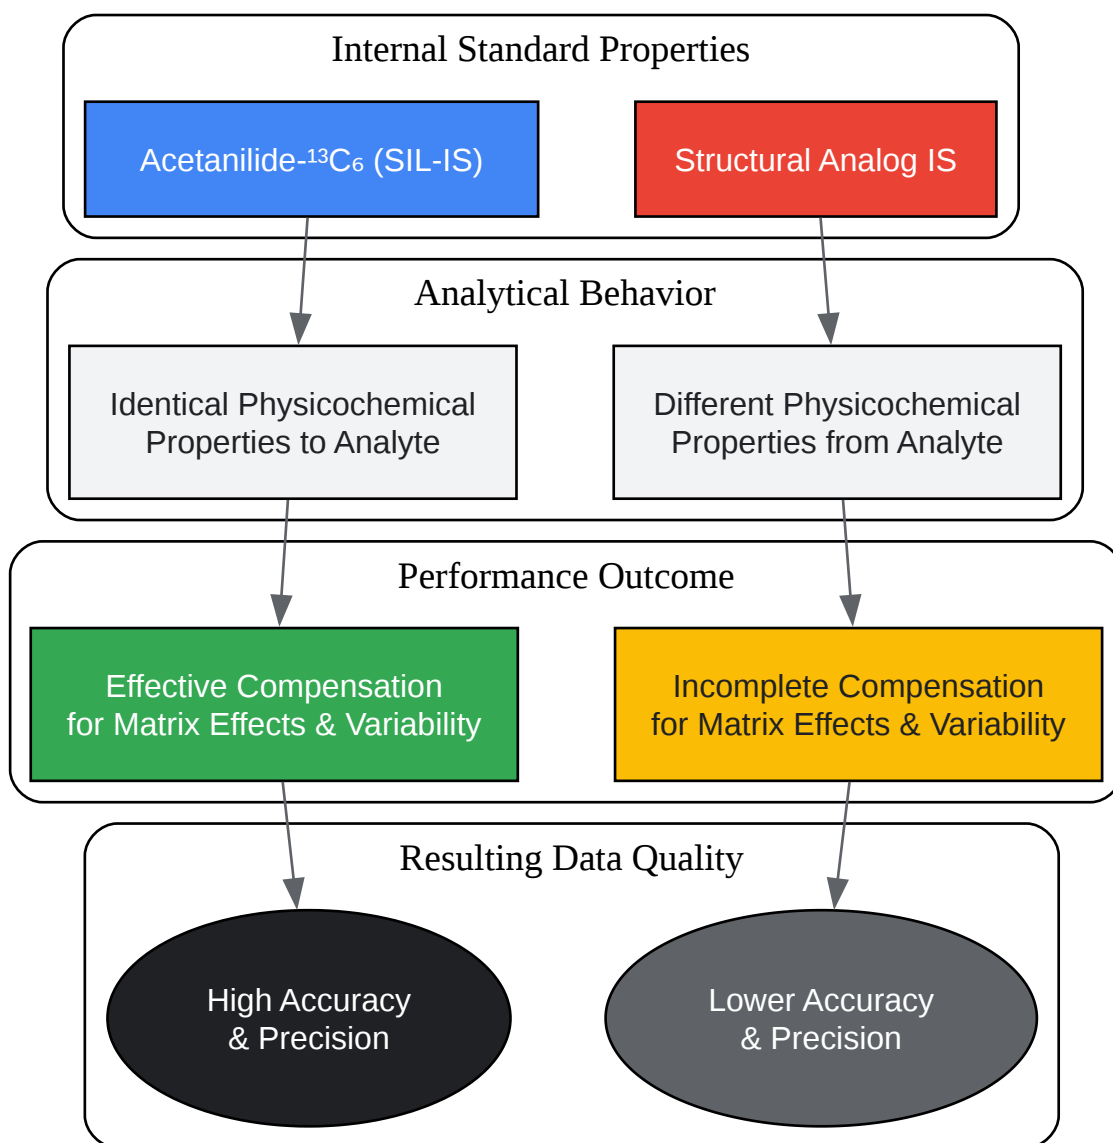 Internal Standard Properties
Acetanilide-¹³C₆ (SIL-IS)
Structural Analog IS
Analytical Behavior
Identical Physicochemical
Properties to Analyte
Different Physicochemical
Properties from Analyte
Performance Outcome
Effective Compensation
for Matrix Effects & Variability
Incomplete Compensation
for Matrix Effects & Variability
Resulting Data Quality
High Accuracy
& Precision
Lower Accuracy
& Precision